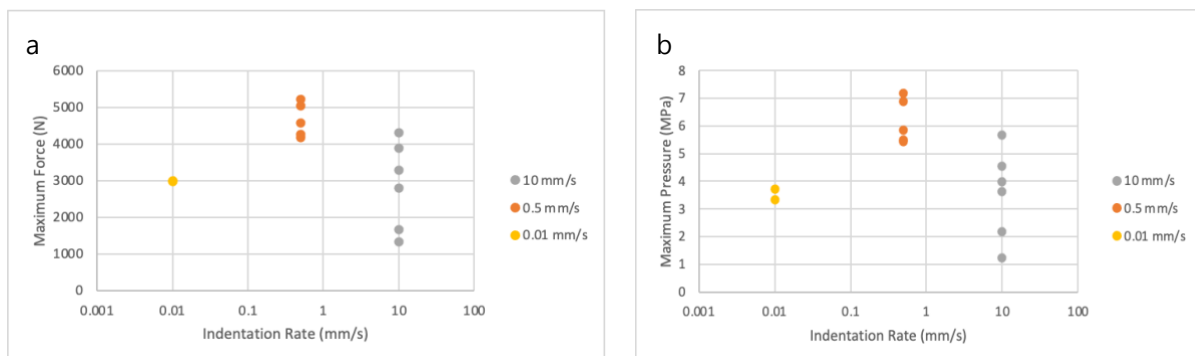 a
6000
5000
4000
3000
2000
1000
0
0.001 0.01 0.1 1 10 100
Maximum Force (N)
Indentation Rate (mm/s)
10 mm/s
0.5 mm/s
0.01 mm/s
b
8
7
6
5
4
3
2
1
0
0.001 0.01 0.1 1 10 100
Maximum Pressure (MPa)
Indentation Rate (mm/s)
10 mm/s
0.5 mm/s
0.01 mm/s